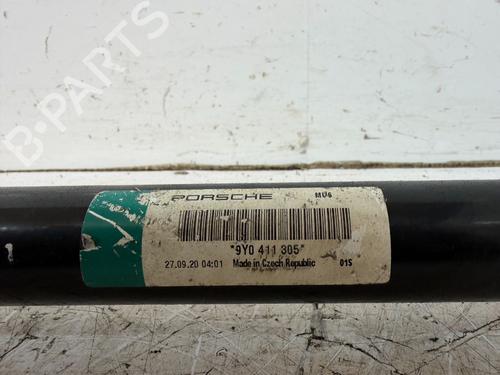 B-PARTS
PORSCHE MU6
*9Y0 411 305*
27.09.20 04:01 Made in Czech Republic 01S